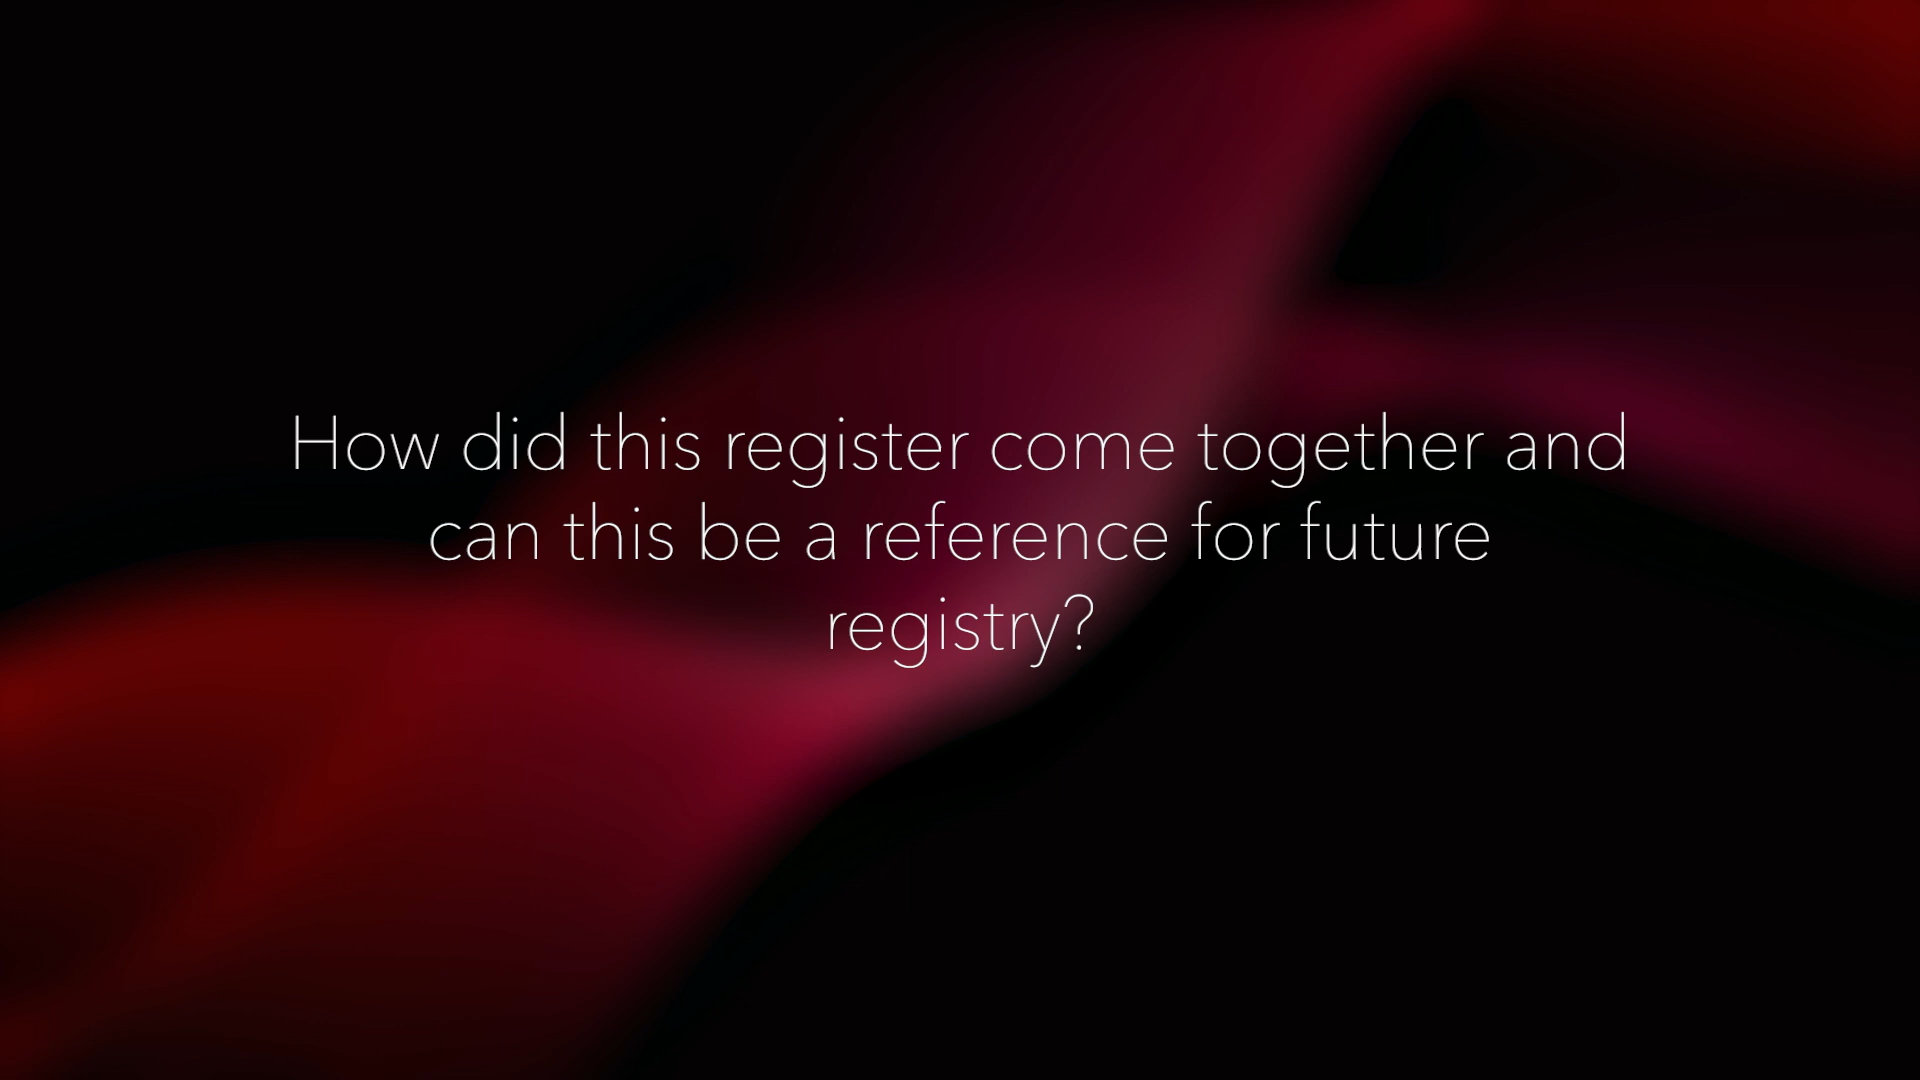 How did this register come together and
can this be a reference for future
registry?